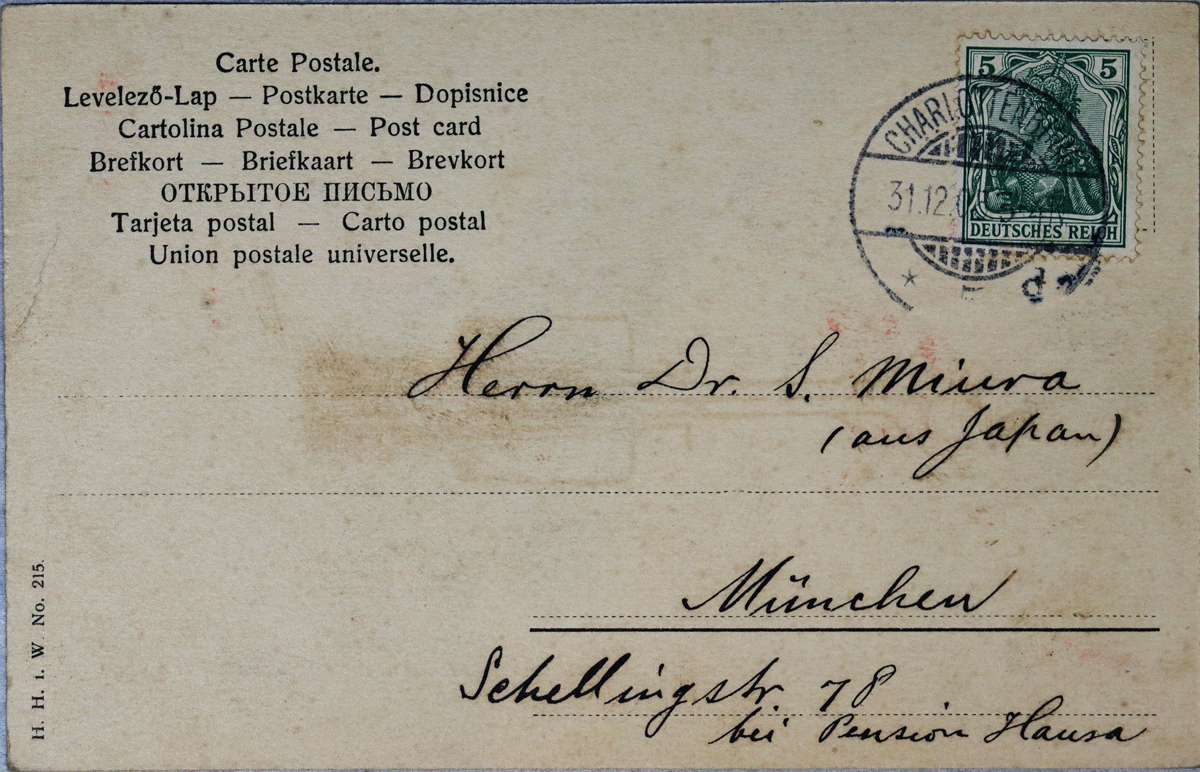 Carte Postale.
Levelező-Lap — Postkarte — Dopisnice
Cartolina Postale — Post card
Brefkort — Briefkaart — Brevkort
ОТКРЫТОЕ ПИСЬМО
Tarjeta postal — Carto postal
Union postale universelle.
5 5
DEUTSCHES REICH
CHARLOTTENBURG
31.12.
Herrn Dr. S. Miura
(aus Japan)
München
Schellingstr 78
bei Pension Hansa
H. H. i. W. No. 215.